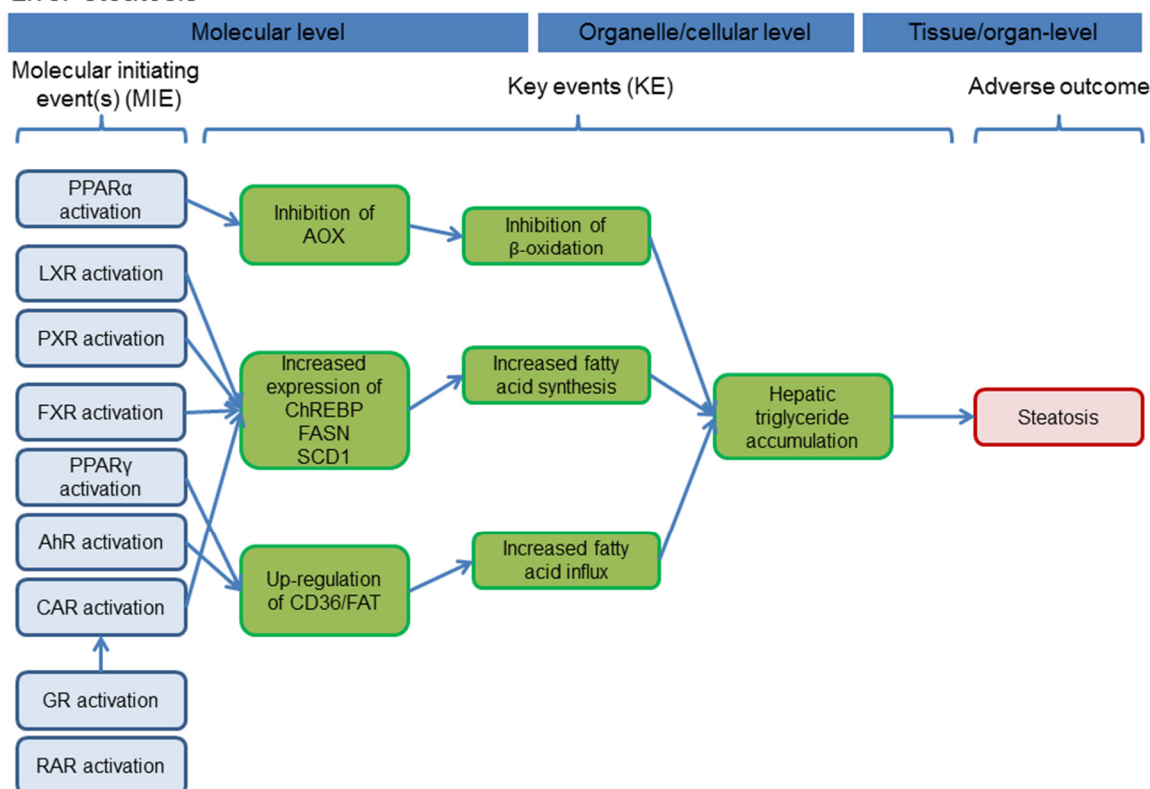 Liver steatosis
Molecular level
Organelle/cellular level
Tissue/organ-level
Molecular initiating
event(s) (MIE)
Key events (KE)
Adverse outcome
PPARα
activation
LXR activation
PXR activation
FXR activation
PPARγ
activation
AhR activation
CAR activation
GR activation
RAR activation
Inhibition of
AOX
Increased
expression of
ChREBP
FASN
SCD1
Up-regulation
of CD36/FAT
Inhibition of
β-oxidation
Increased fatty
acid synthesis
Increased fatty
acid influx
Hepatic
triglyceride
accumulation
Steatosis